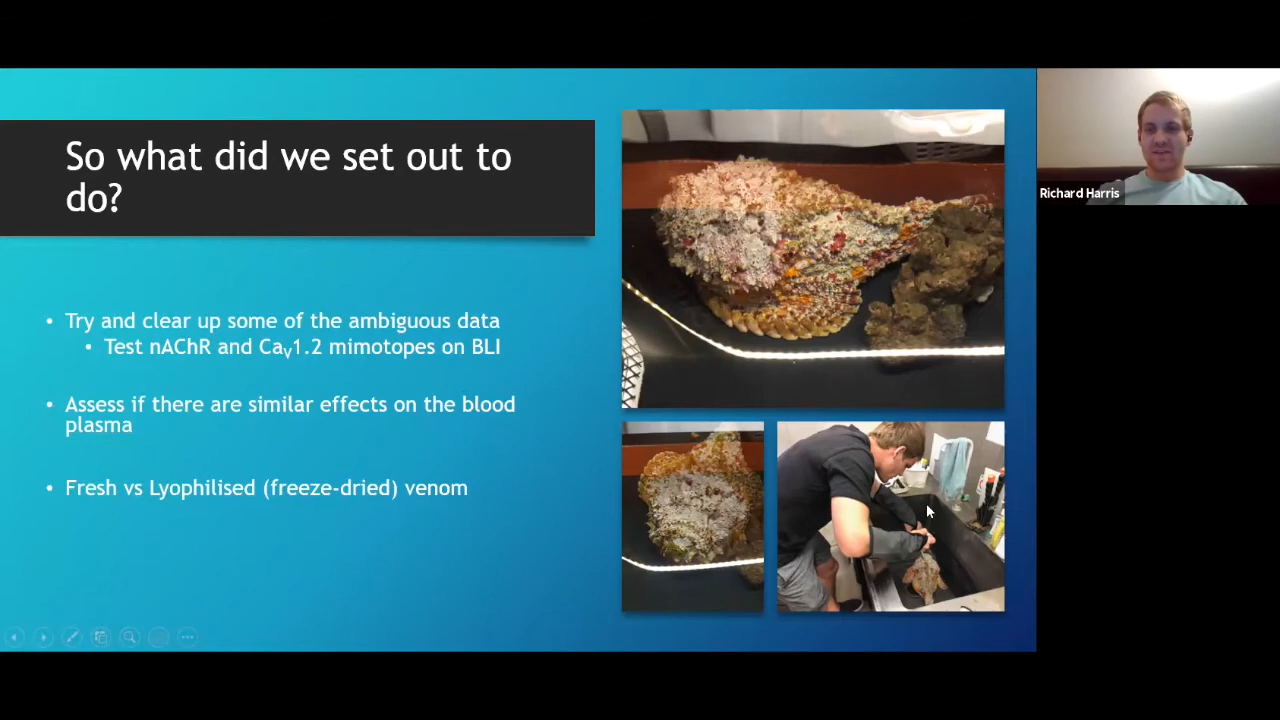 So what did we set out to
do?
• Try and clear up some of the ambiguous data
• Test nAChR and Cav1.2 mimotopes on BLI
• Assess if there are similar effects on the blood
plasma
• Fresh vs Lyophilised (freeze-dried) venom
Richard Harris